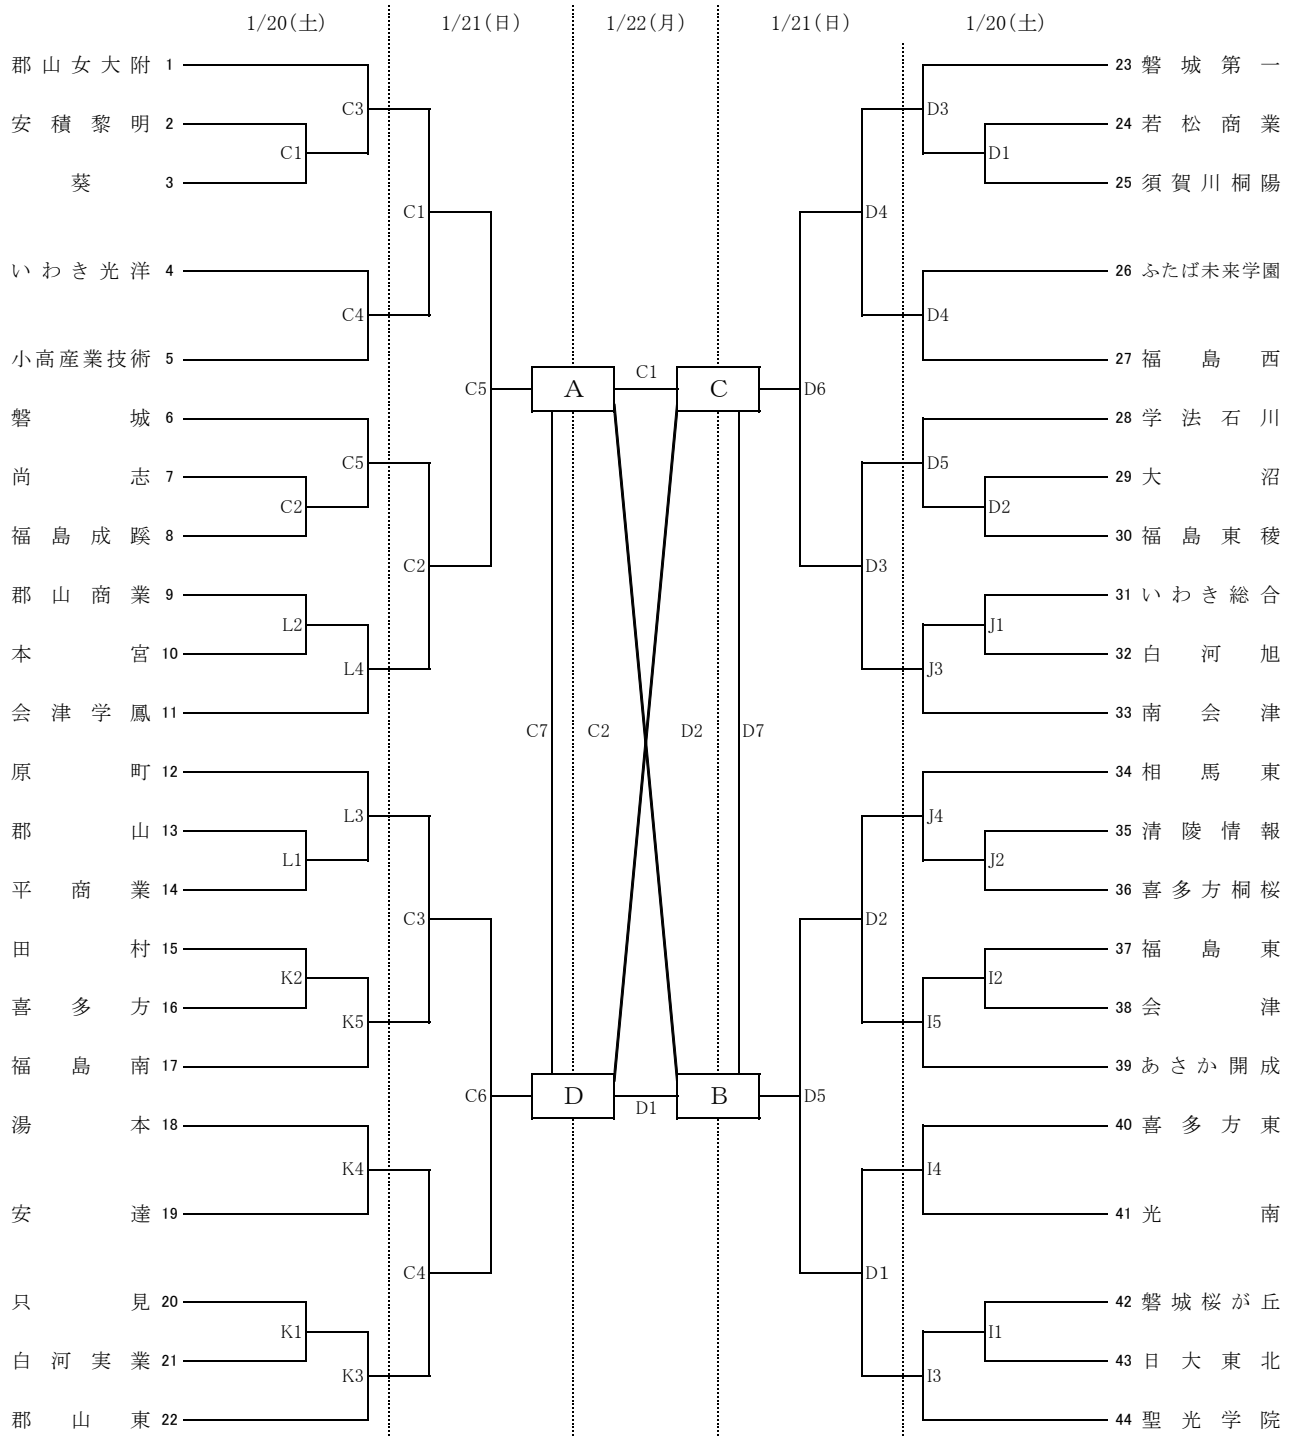 1/20(土) 1/21(日) 1/22(月) 1/21(日) 1/20(土)
郡山女大附 1 23 磐城第一
C3 D3
安積黎明 2 24 若松商業
C1 D1
葵 3 25 須賀川桐陽
C1 D4
いわき光洋 4 26 ふたば未来学園
C4 D4
小高産業技術 5 27 福島西
C1
C5 A C D6
磐城 6 28 学法石川
C5 D5
尚志 7 29 大沼
C2 D2
福島成蹊 8 30 福島東稜
C2 D3
郡山商業 9 31 いわき総合
L2 J1
本宮 10 32 白河旭
L4 J3
会津学鳳 11 33 南会津
C7 C2 D2 D7
原町 12 34 相馬東
L3 J4
郡山 13 35 清陵情報
L1 J2
平商業 14 36 喜多方桐桜
C3 D2
田村 15 37 福島東
K2 I2
喜多方 16 38 会津
K5 I5
福島南 17 39 あさか開成
C6 D B D5
D1
湯本 18 40 喜多方東
K4 I4
安達 19 41 光南
C4 D1
只見 20 42 磐城桜が丘
K1 I1
白河実業 21 43 日大東北
K3 I3
郡山東 22 44 聖光学院